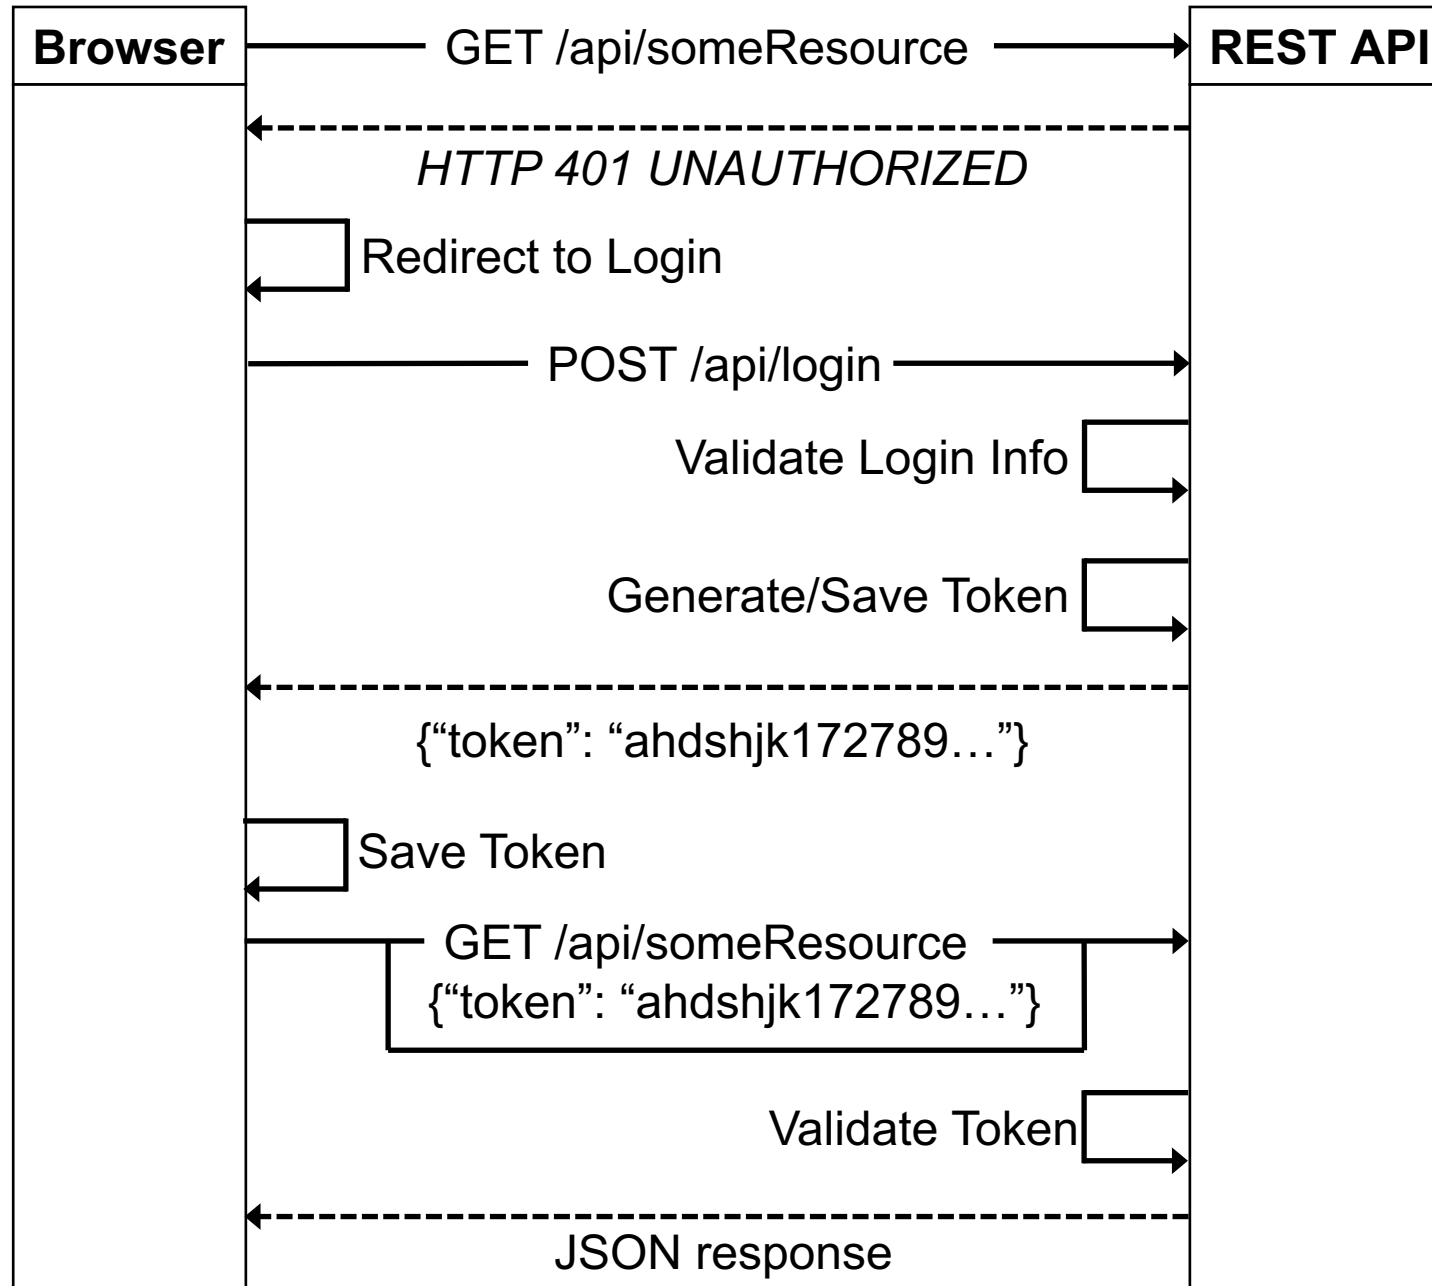 Browser
GET /api/someResource
REST API
HTTP 401 UNAUTHORIZED
Redirect to Login
POST /api/login
Validate Login Info
Generate/Save Token
{“token”: “ahdshjk172789…”}
Save Token
GET /api/someResource
{“token”: “ahdshjk172789…”}
Validate Token
JSON response